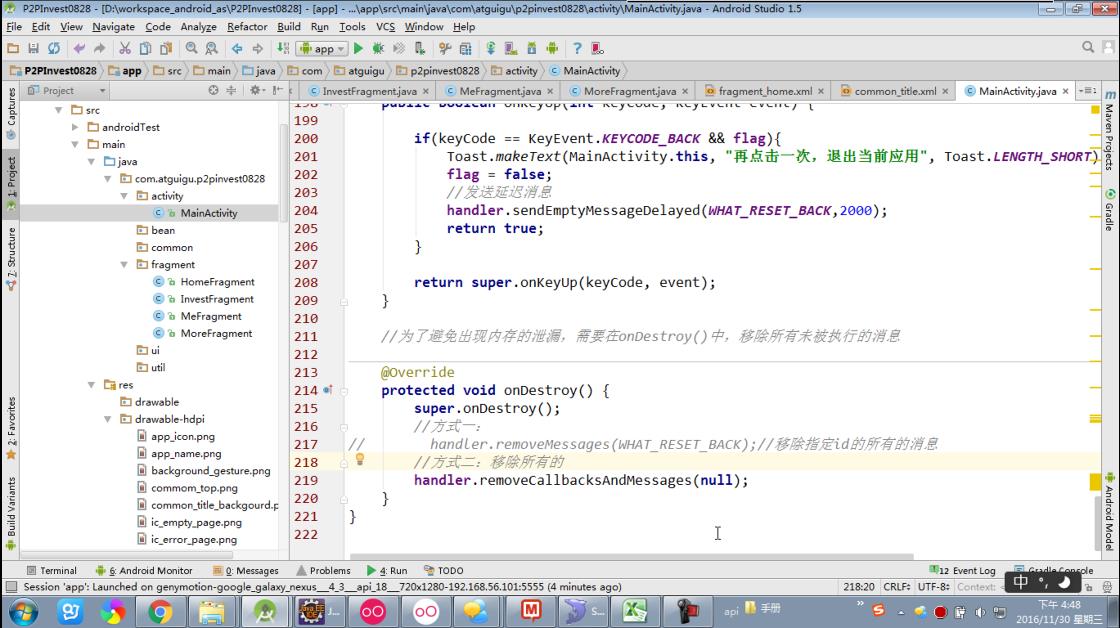 P2PInvest0828 - [D:\workspace_android_as\P2PInvest0828] - [app] - ...\app\src\main\java\com\atguigu\p2pinvest0828\activity\MainActivity.java - Android Studio 1.5
File Edit View Navigate Code Analyze Refactor Build Run Tools VCS Window Help
app
P2PInvest0828 app src main java com atguigu p2pinvest0828 activity MainActivity
Project
InvestFragment.java MeFragment.java MoreFragment.java fragment_home.xml common_title.xml MainActivity.java
Captures
1: Project
7: Structure
2: Favorites
Build Variants
src
androidTest
main
java
com.atguigu.p2pinvest0828
activity
MainActivity
bean
common
fragment
HomeFragment
InvestFragment
MeFragment
MoreFragment
ui
util
res
drawable
drawable-hdpi
app_icon.png
app_name.png
background_gesture.png
commom_top.png
common_title_backgourd.p
ic_empty_page.png
ic_error_page.png
198 public boolean onKeyUp(int keyCode, KeyEvent event) {
199
200 if(keyCode == KeyEvent.KEYCODE_BACK && flag){
201 Toast.makeText(MainActivity.this, "再点击一次，退出当前应用", Toast.LENGTH_SHORT)
202 flag = false;
203 //发送延迟消息
204 handler.sendEmptyMessageDelayed(WHAT_RESET_BACK,2000);
205 return true;
206 }
207
208 return super.onKeyUp(keyCode, event);
209 }
210
211 //为了避免出现内存的泄漏，需要在onDestroy()中，移除所有未被执行的消息
212
213 @Override
214 protected void onDestroy() {
215 super.onDestroy();
216 //方式一：
217 // handler.removeMessages(WHAT_RESET_BACK);//移除指定id的所有的消息
218 //方式二：移除所有的
219 handler.removeCallbacksAndMessages(null);
220 }
221 }
222
Maven Projects
Gradle
Android Model
Terminal 6: Android Monitor 0: Messages Problems 4: Run TODO 12 Event Log Gradle Console
Session 'app': Launched on genymotion-google_galaxy_nexus___4_3___api_18___720x1280-192.168.56.101:5555 (4 minutes ago) 218:20 CRLF÷ UTF-8÷ Context:
中
J... S... api 手册
下午 4:48
2016/11/30 星期三